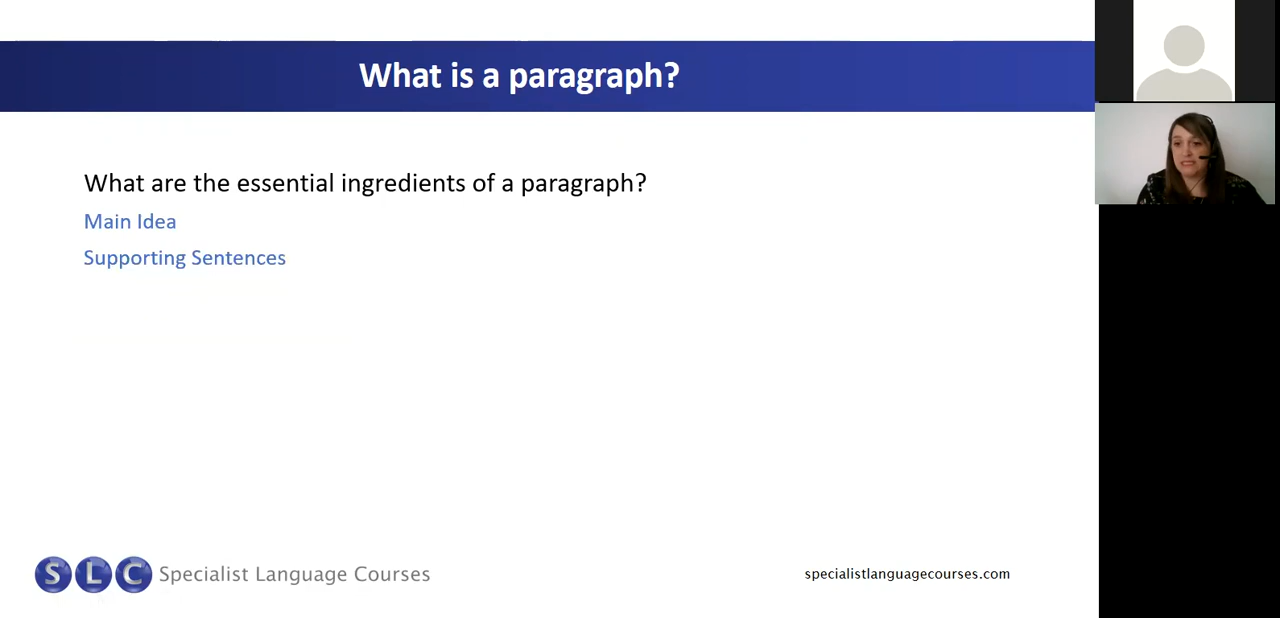 What is a paragraph?
What are the essential ingredients of a paragraph?
Main Idea
Supporting Sentences
SLC Specialist Language Courses
specialistlanguagecourses.com